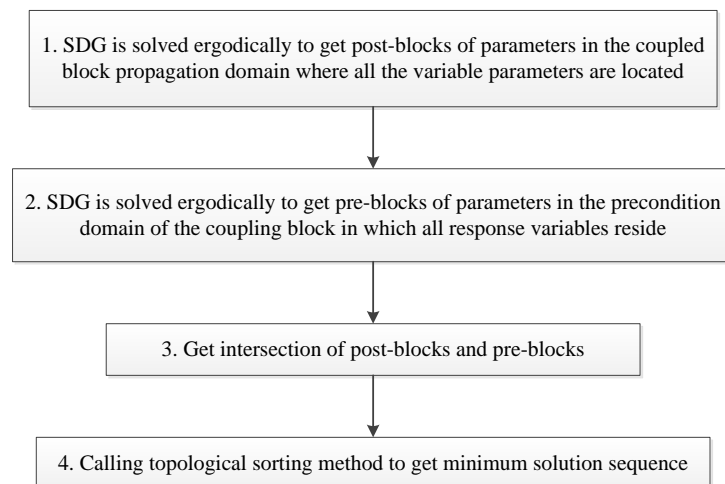 1. SDG is solved ergodically to get post-blocks of parameters in the coupled
block propagation domain where all the variable parameters are located
2. SDG is solved ergodically to get pre-blocks of parameters in the precondition
domain of the coupling block in which all response variables reside
3. Get intersection of post-blocks and pre-blocks
4. Calling topological sorting method to get minimum solution sequence